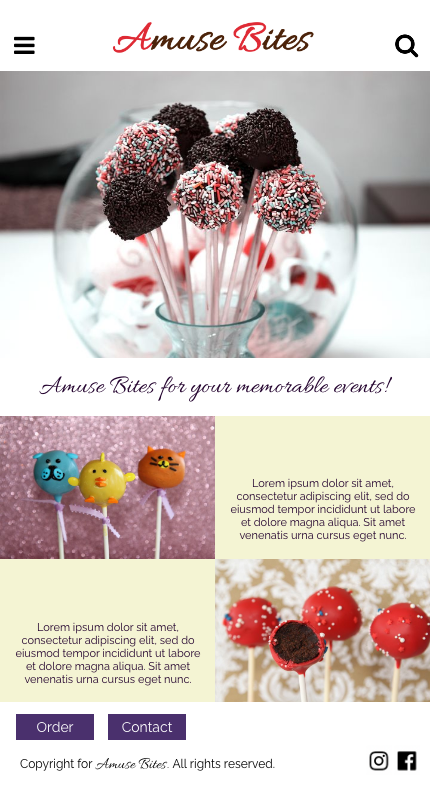 Amuse Bites
Amuse Bites for your memorable events!
Lorem ipsum dolor sit amet,
consectetur adipiscing elit, sed do
eiusmod tempor incididunt ut labore
et dolore magna aliqua. Sit amet
venenatis urna cursus eget nunc.
Lorem ipsum dolor sit amet,
consectetur adipiscing elit, sed do
eiusmod tempor incididunt ut labore
et dolore magna aliqua. Sit amet
venenatis urna cursus eget nunc.
Order
Contact
Copyright for Amuse Bites. All rights reserved.